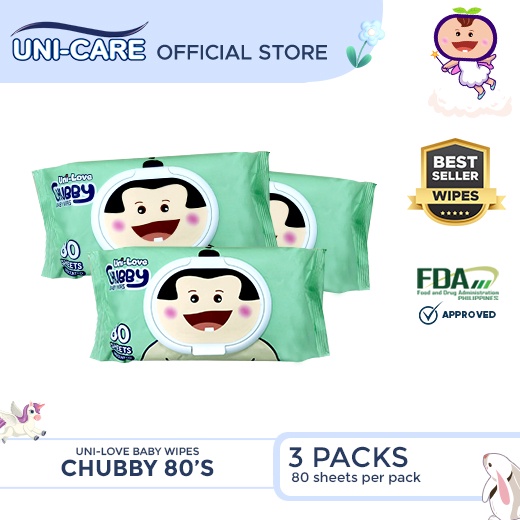 UNI-CARE OFFICIAL STORE
BEST
SELLER
WIPES
Uni-Love
CHUBBY
BABY WIPES
80
SHEETS
Uni-Love
CHUBBY
BABY WIPES
80
SHEETS
FDA
Food and Drug Administration
PHILIPPINES
APPROVED
UNI-LOVE BABY WIPES
CHUBBY 80'S
3 PACKS
80 sheets per pack